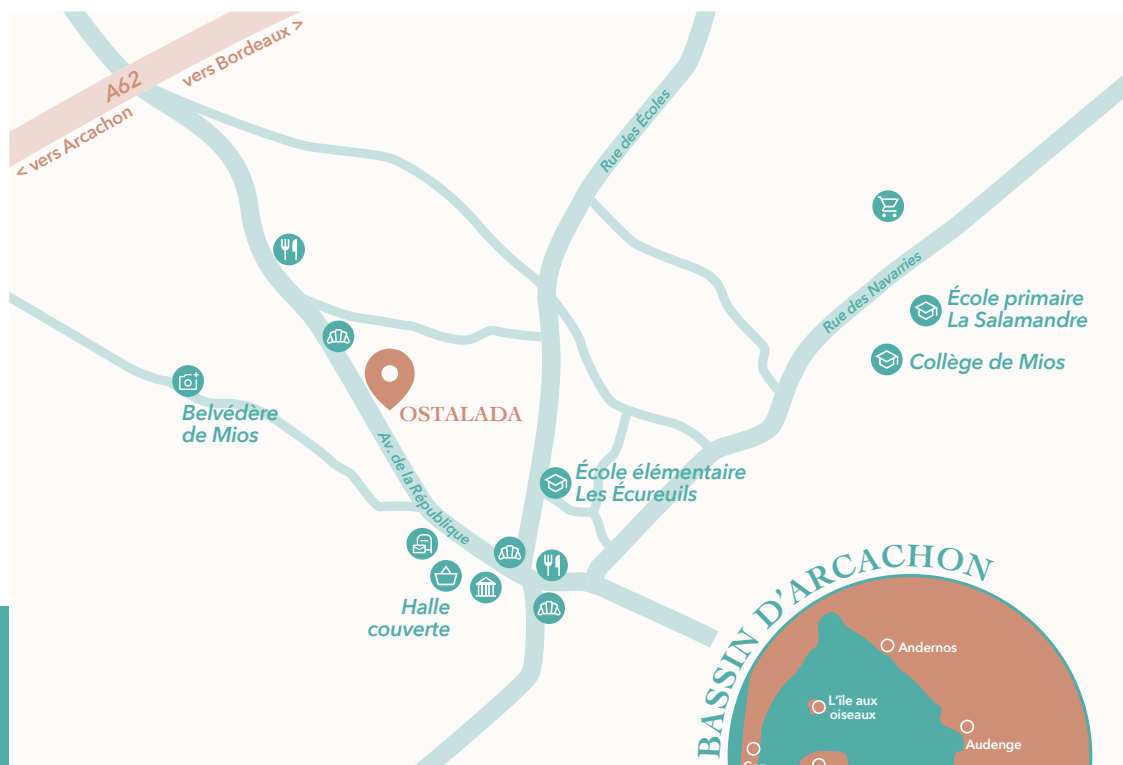 A62
vers Bordeaux >
< vers Arcachon
Rue des Écoles
Rue des Navarries
École primaire
La Salamandre
Collège de Mios
Belvédère
de Mios
OSTALADA
Av. de la République
École élémentaire
Les Écureuils
Halle
couverte
BASSIN D'ARCACHON
Andernos
L'île aux
oiseaux
Audenge